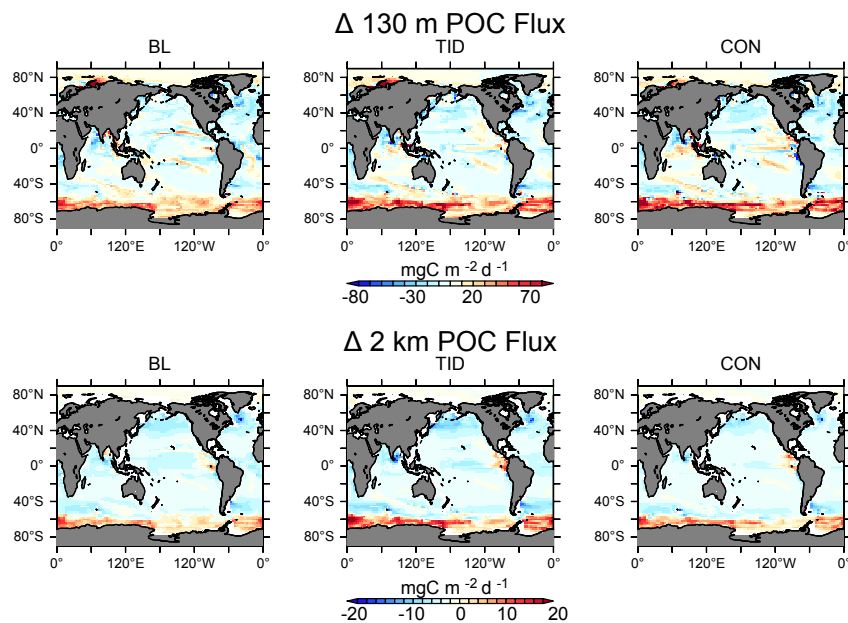 Δ 130 m POC Flux
BL TID CON
80°N 80°N 80°N
40°N 40°N 40°N
0° 0° 0°
40°S 40°S 40°S
80°S 80°S 80°S
0° 120°E 120°W 0° 0° 120°E 120°W 0° 0° 120°E 120°W 0°
mgC m -2 d -1
-80 -30 20 70
Δ 2 km POC Flux
BL TID CON
80°N 80°N 80°N
40°N 40°N 40°N
0° 0° 0°
40°S 40°S 40°S
80°S 80°S 80°S
0° 120°E 120°W 0° 0° 120°E 120°W 0° 0° 120°E 120°W 0°
mgC m -2 d -1
-20 -10 0 10 20